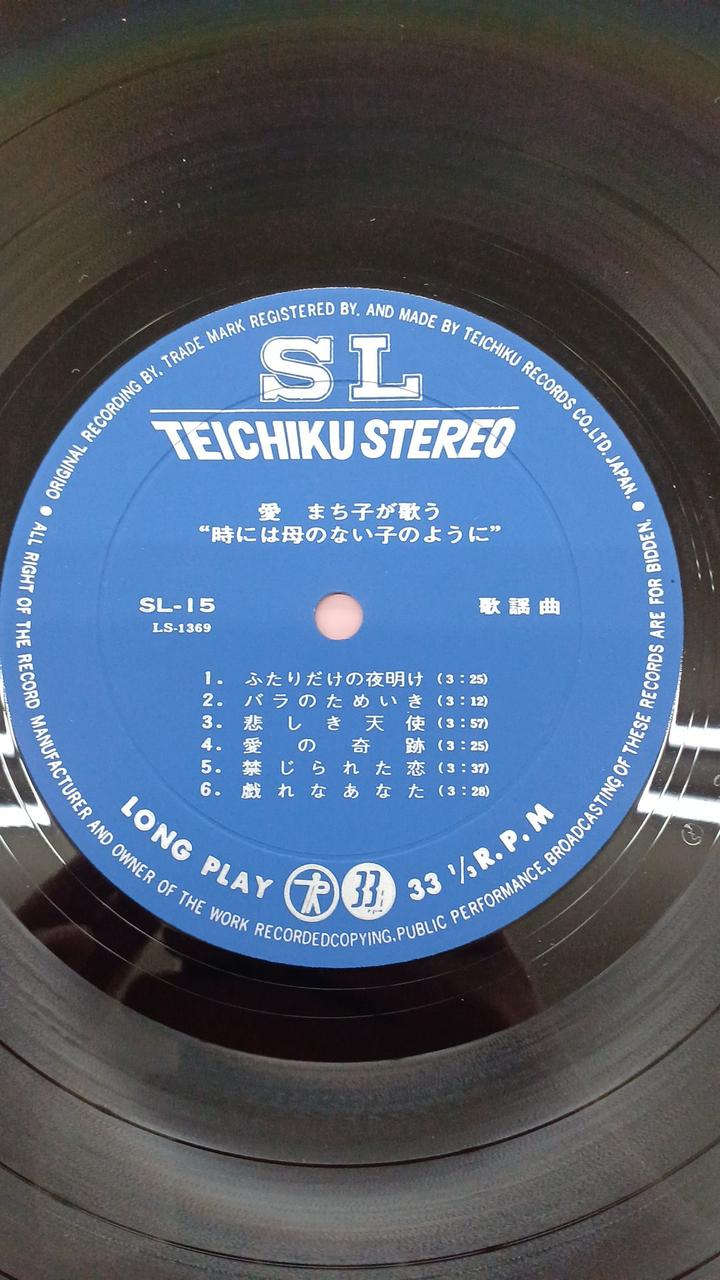 ORIGINAL RECORDING BY. TRADE MARK REGISTERED BY. AND MADE BY TEICHIKU RECORDS CO.,LTD. JAPAN.
SL
TEICHIKU STEREO
愛 まち子が歌う
“時には母のない子のように”
SL-15
歌謡曲
LS-1369
1. ふたりだけの夜明け (3:25)
2. バラのためいき (3:12)
3. 悲しき天使 (3:57)
4. 愛の奇跡 (3:25)
5. 禁じられた恋 (3:37)
6. 戯れなあなた (3:28)
LONG PLAY
33
33 1/3 R.P.M
ALL RIGHT OF THE RECORD MANUFACTURER AND OWNER OF THE WORK RECORDEDCOPYING,PUBLIC PERFORMANCE,BROADCASTING OF THESE RECORDS ARE FOR BIDDEN.